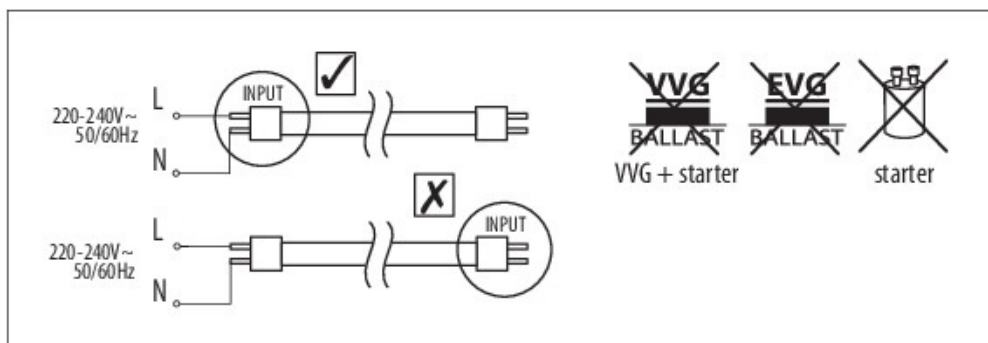 L
220-240V~
50/60Hz
N
INPUT
✓
L
220-240V~
50/60Hz
N
✗
INPUT
VVG
BALLAST
VVG + starter
EVG
BALLAST
starter